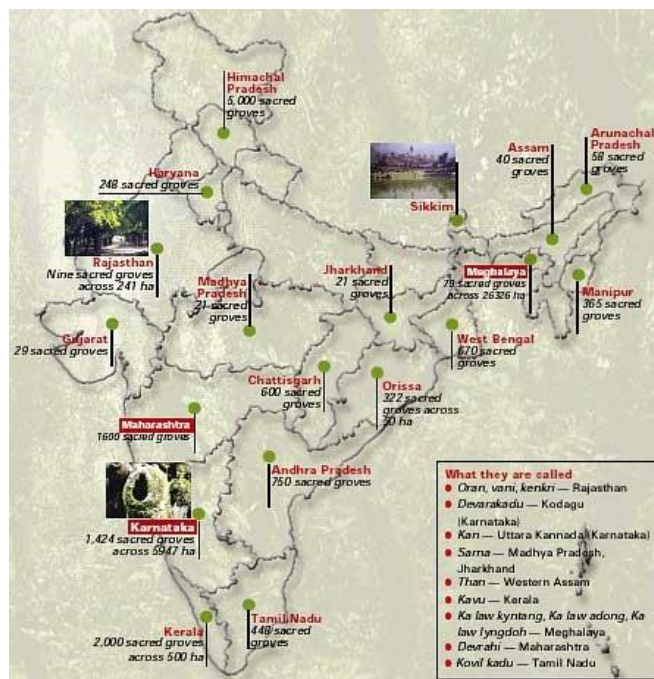 Himachal
Pradesh
5,000 sacred
groves
Arunachal
Pradesh
58 sacred
groves
Assam
40 sacred
groves
Haryana
248 sacred groves
Sikkim
Rajasthan
Nine sacred groves
across 241 ha
Madhya
Pradesh
21 sacred
groves
Jharkhand
21 sacred
groves
Meghalaya
79 sacred groves
across 26326 ha
Manipur
365 sacred
groves
Gujarat
29 sacred groves
West Bengal
670 sacred
groves
Chattisgarh
600 sacred
groves
Orissa
322 sacred
groves across
50 ha
Maharashtra
1600 sacred groves
Andhra Pradesh
750 sacred groves
Karnataka
1,424 sacred groves
across 5947 ha
Kerala
2,000 sacred groves
across 500 ha
Tamil Nadu
448 sacred
groves
What they are called
Oran, vani, kenkri — Rajasthan
Devarakadu — Kodagu
(Karnataka)
Kan — Uttara Kannada (Karnataka)
Sarna — Madhya Pradesh,
Jharkhand
Than — Western Assam
Kavu — Kerala
Ka law kyntang, Ka law adong, Ka
law lyngdoh — Meghalaya
Devrahi — Maharashtra
Kovil kadu — Tamil Nadu